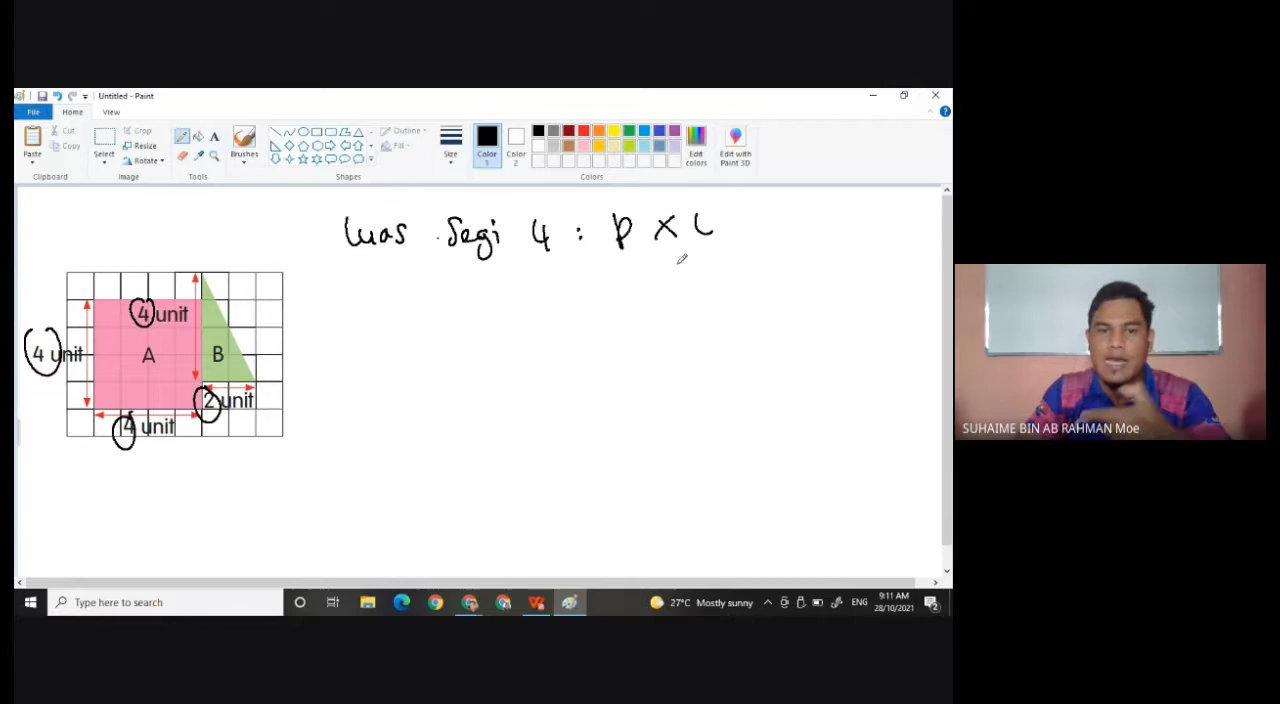 Untitled - Paint
File Home View
Paste
Cut
Copy
Clipboard
Select
Crop
Resize
Rotate
Image
Tools
Brushes
Shapes
Outline
Fill
Size
Color 1
Color 2
Colors
Edit colors
Edit with Paint 3D
Luas Segi 4 : P X L
4 unit
4 unit
A
B
2 unit
4 unit
SUHAIME BIN AB RAHMAN Moe
Type here to search
27°C Mostly sunny
ENG
9:11 AM
28/10/2021
2